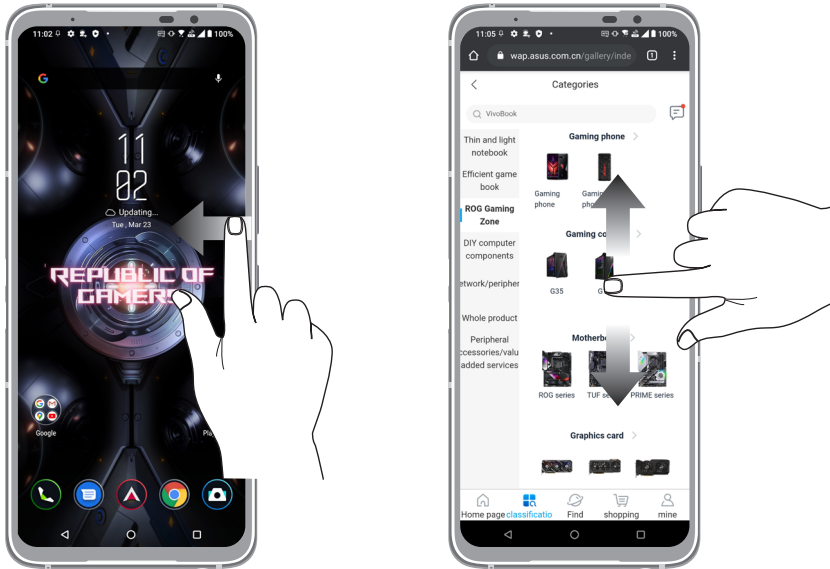 11:02
100%
G
11
02
Updating...
Tue , Mar 23
REPUBLIC OF
GAMERS
Google
11:05
100%
wap.asus.com.cn/gallery/inde
1
Categories
VivoBook
Thin and light
notebook
Efficient game
book
ROG Gaming
Zone
DIY computer
components
etwork/peripher
Whole product
Peripheral
ccessories/valu
added services
Gaming phone
Gaming
phone
Gaming co
G35
Motherbo
ROG series
TUF se
PRIME series
Graphics card
Home page
classificatio
Find
shopping
mine